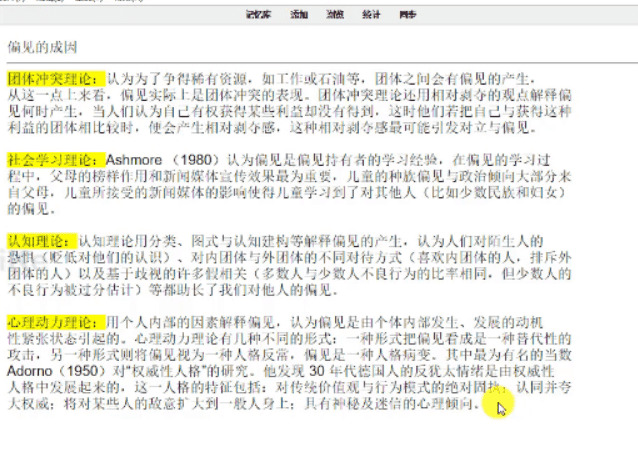 记忆库 添加 浏览 统计 同步
偏见的成因
团体冲突理论：认为为了争得稀有资源，如工作或石油等，团体之间会有偏见的产生，
从这一点上来看，偏见实际上是团体冲突的表现。团体冲突理论还用相对剥夺的观点解释偏
见何时产生，当人们认为自己有权获得某些利益却没有得到，这时他们若把自己与获得这种
利益的团体相比较时，便会产生相对剥夺感，这种相对剥夺感最可能引发对立与偏见。
社会学习理论：Ashmore （1980）认为偏见是偏见持有者的学习经验，在偏见的学习过
程中，父母的榜样作用和新闻媒体宣传效果最为重要，儿童的种族偏见与政治倾向大部分来
自父母，儿童所接受的新闻媒体的影响使得儿童学习到了对其他人（比如少数民族和妇女）
的偏见。
认知理论：认知理论用分类、图式与认知建构等解释偏见的产生，认为人们对陌生人的
恐惧（贬低对他们的认识）、对内团体与外团体的不同对待方式（喜欢内团体的人，排斥外
团体的人）以及基于歧视的许多假相关（多数人与少数人不良行为的比率相同，但少数人的
不良行为被过分估计）等都助长了我们对他人的偏见。
心理动力理论：用个人内部的因素解释偏见，认为偏见是由个体内部发生、发展的动机
性紧张状态引起的。心理动力理论有几种不同的形式：一种形式把偏见看成是一种替代性的
攻击，另一种形式则将偏见视为一种人格反常，偏见是一种人格病变。其中最为有名的当数
Adorno（1950）对“权威性人格”的研究。他发现 30 年代德国人的反犹太情绪是由权威性
人格中发展起来的，这一人格的特征包括：对传统价值观与行为模式的绝对固执；认同并夸
大权威；将对某些人的敌意扩大到一般人身上；具有神秘及迷信的心理倾向。